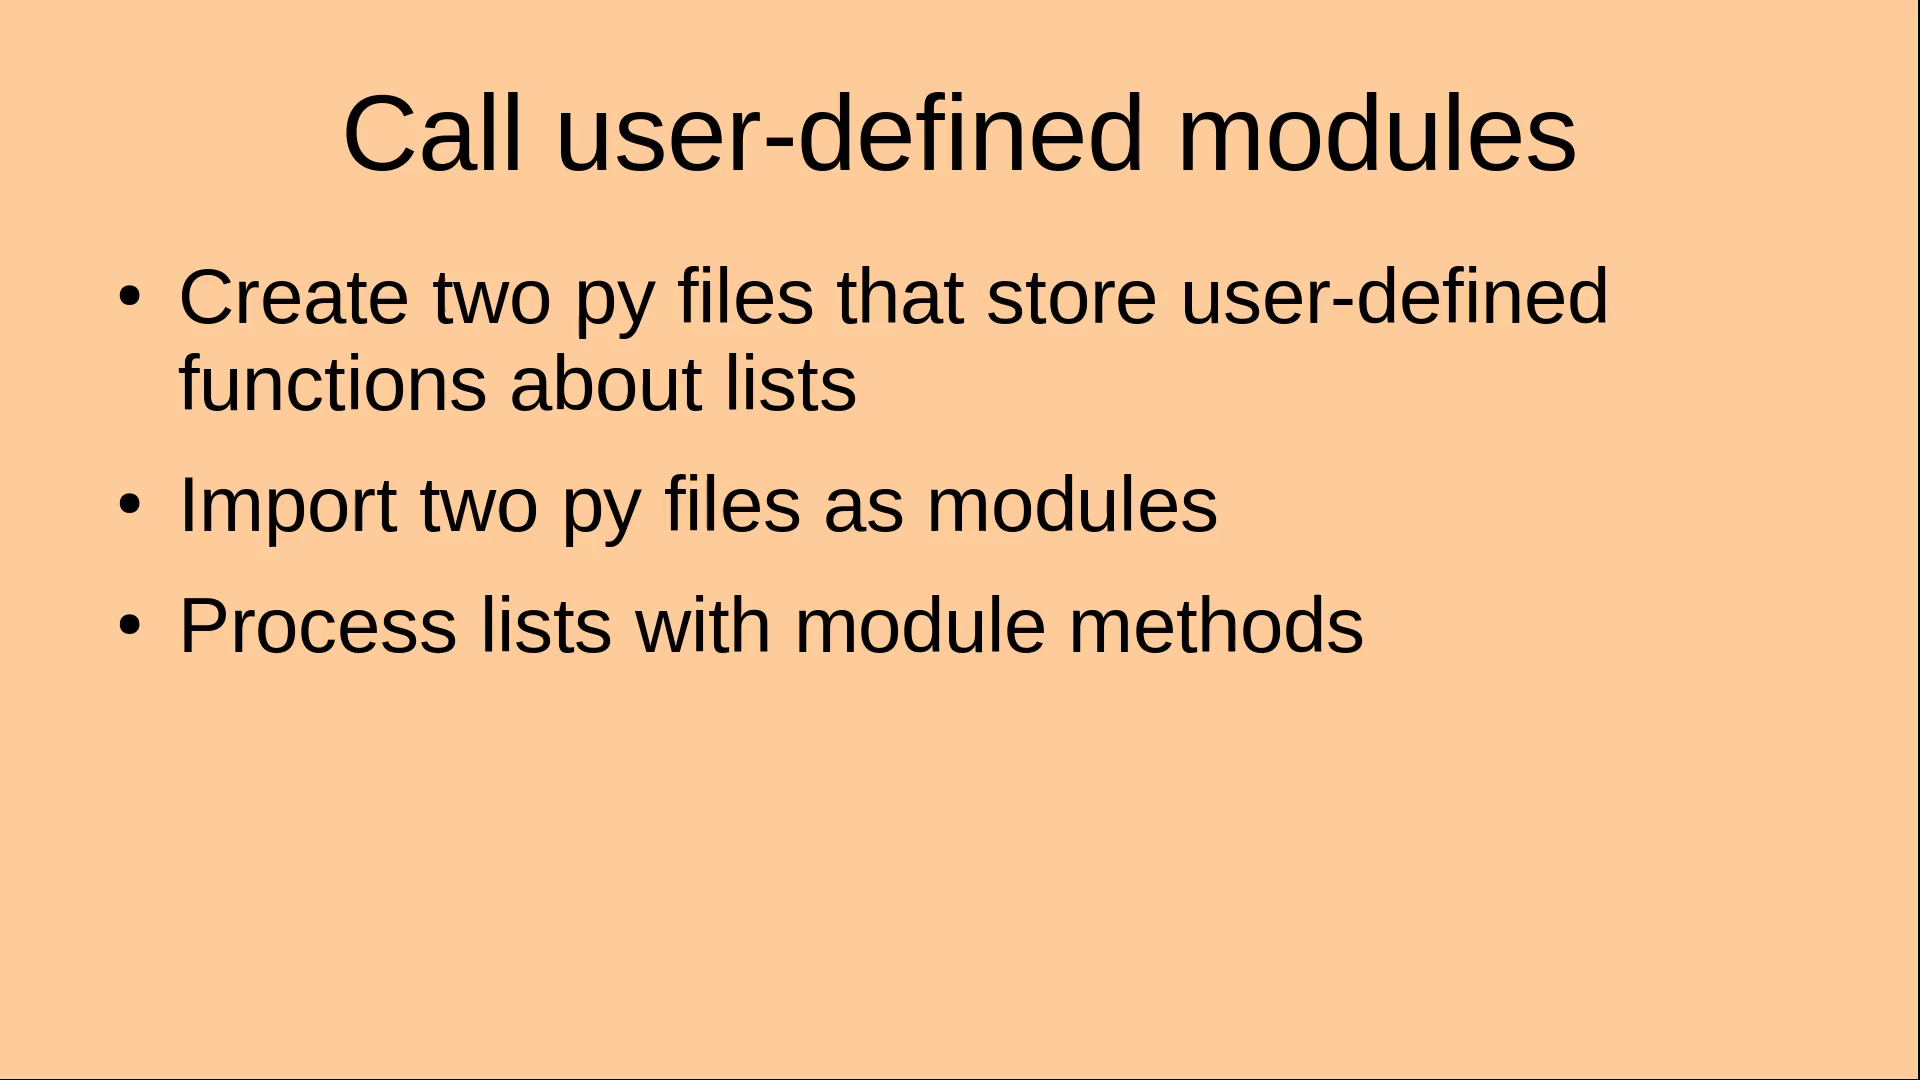 Call user-defined modules
• Create two py files that store user-defined
functions about lists
• Import two py files as modules
• Process lists with module methods